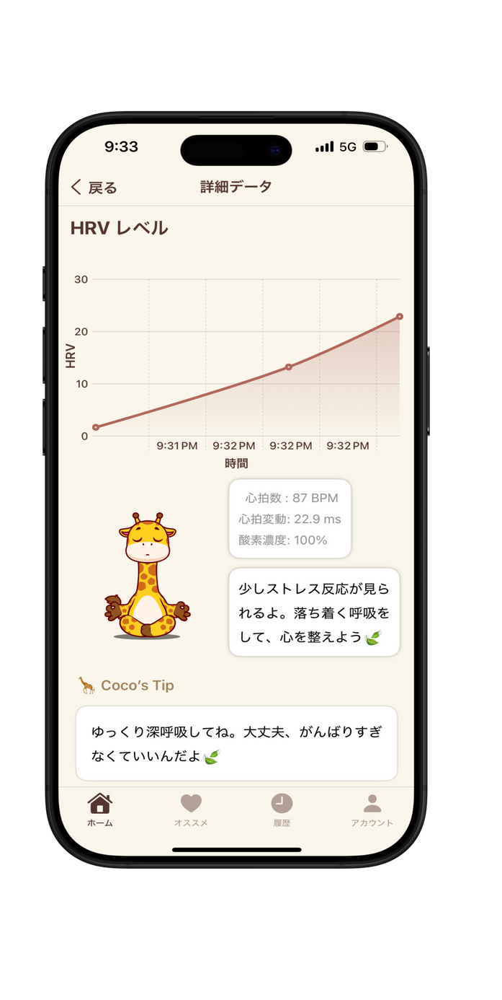 9:33
5G
戻る
詳細データ
HRV レベル
30
20
10
0
HRV
9:31 PM 9:32 PM 9:32 PM 9:32 PM
時間
心拍数 : 87 BPM
心拍変動: 22.9 ms
酸素濃度: 100%
少しストレス反応が見ら
れるよ。落ち着く呼吸を
して、心を整えよう🍃
🦒 Coco’s Tip
ゆっくり深呼吸してね。大丈夫、がんばりすぎ
なくていいんだよ🍃
ホーム
オススメ
履歴
アカウント